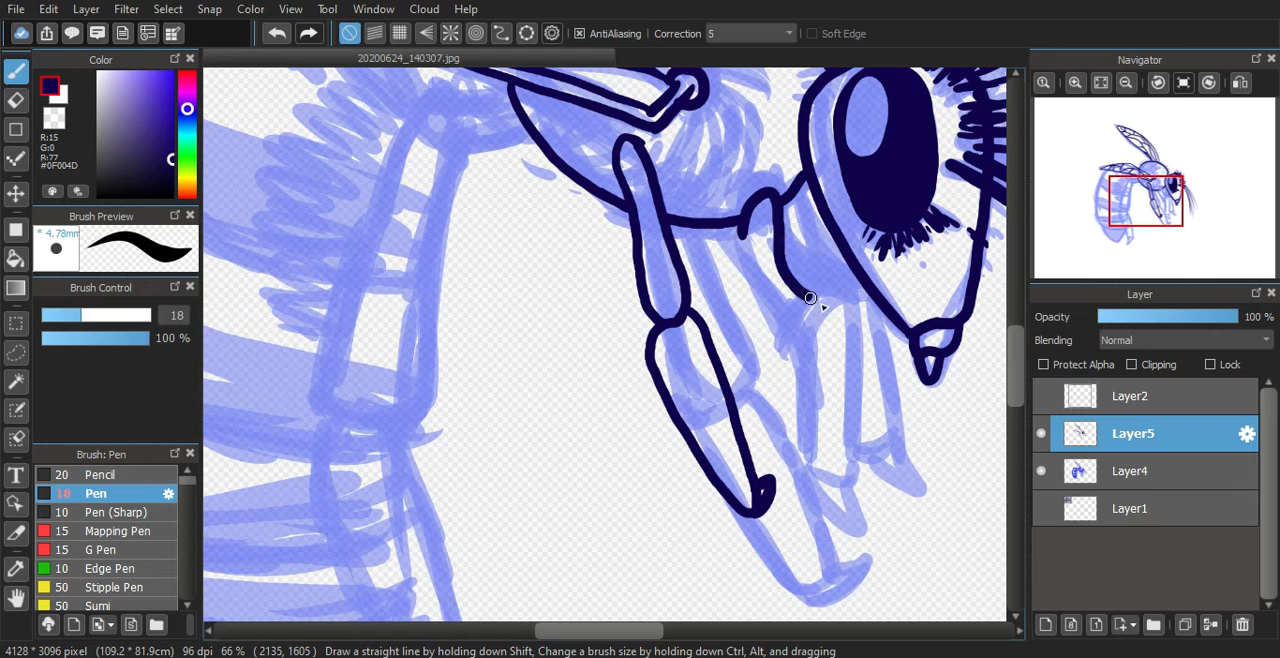 File Edit Layer Filter Select Snap Color View Tool Window Cloud Help
AntiAliasing Correction 5 Soft Edge
20200624_140307.jpg
Color
R:15
G:0
B:77
#0F004D
Brush Preview
* 4.78mm
Brush Control
18
100 %
Brush: Pen
20 Pencil
18 Pen
10 Pen (Sharp)
15 Mapping Pen
15 G Pen
10 Edge Pen
50 Stipple Pen
50 Sumi
Navigator
Layer
Opacity 100 %
Blending Normal
Protect Alpha Clipping Lock
Layer2
Layer5
Layer4
Layer1
4128 * 3096 pixel (109.2 * 81.9cm) 96 dpi 66 % ( 2135, 1605 ) Draw a straight line by holding down Shift, Change a brush size by holding down Ctrl, Alt, and dragging